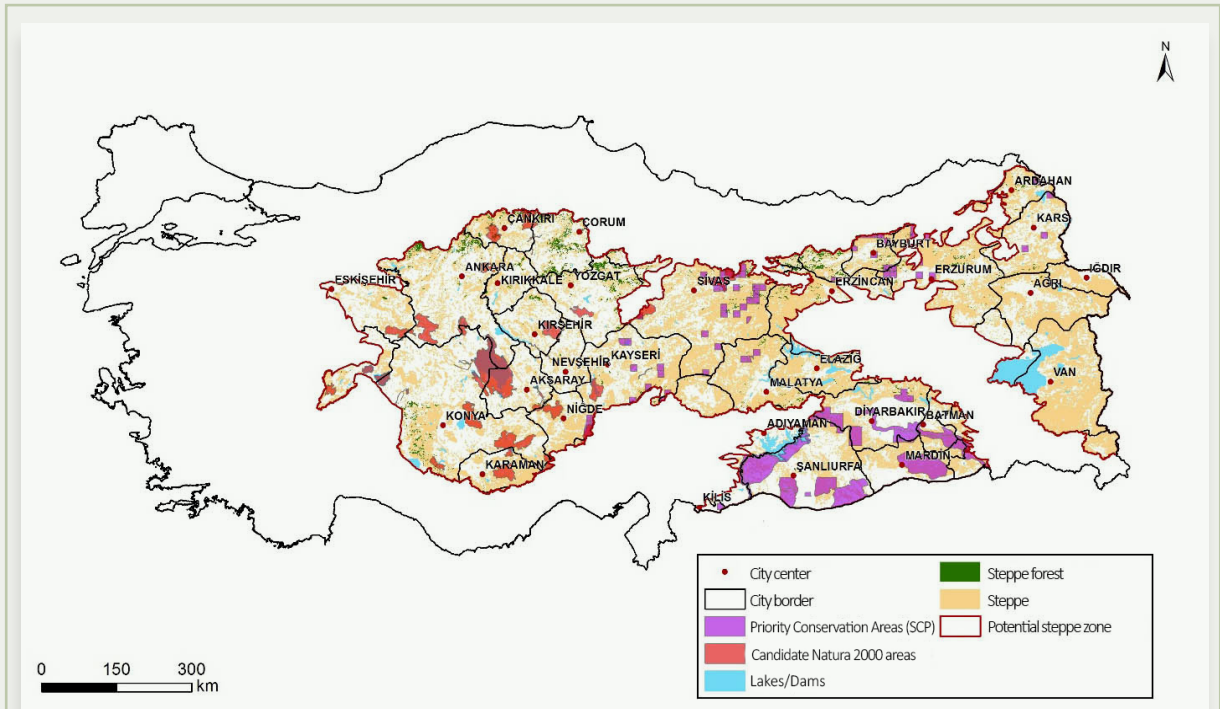 N
ARDAHAN
KARS
ÇANKIRI
ÇORUM
BAYBURT
ANKARA
KIRIKKALE
YOZGAT
ESKİŞEHİR
SİVAS
ERZİNCAN
ERZURUM
IĞDIR
AĞRI
KIRŞEHİR
NEVŞEHİR
KAYSERİ
ELAZIĞ
VAN
AKSARAY
MALATYA
KONYA
NİĞDE
ADIYAMAN
DİYARBAKIR
BATMAN
KARAMAN
ŞANLIURFA
MARDİN
KİLİS
City center
City border
Priority Conservation Areas (SCP)
Candidate Natura 2000 areas
Lakes/Dams
Steppe forest
Steppe
Potential steppe zone
0 150 300
km